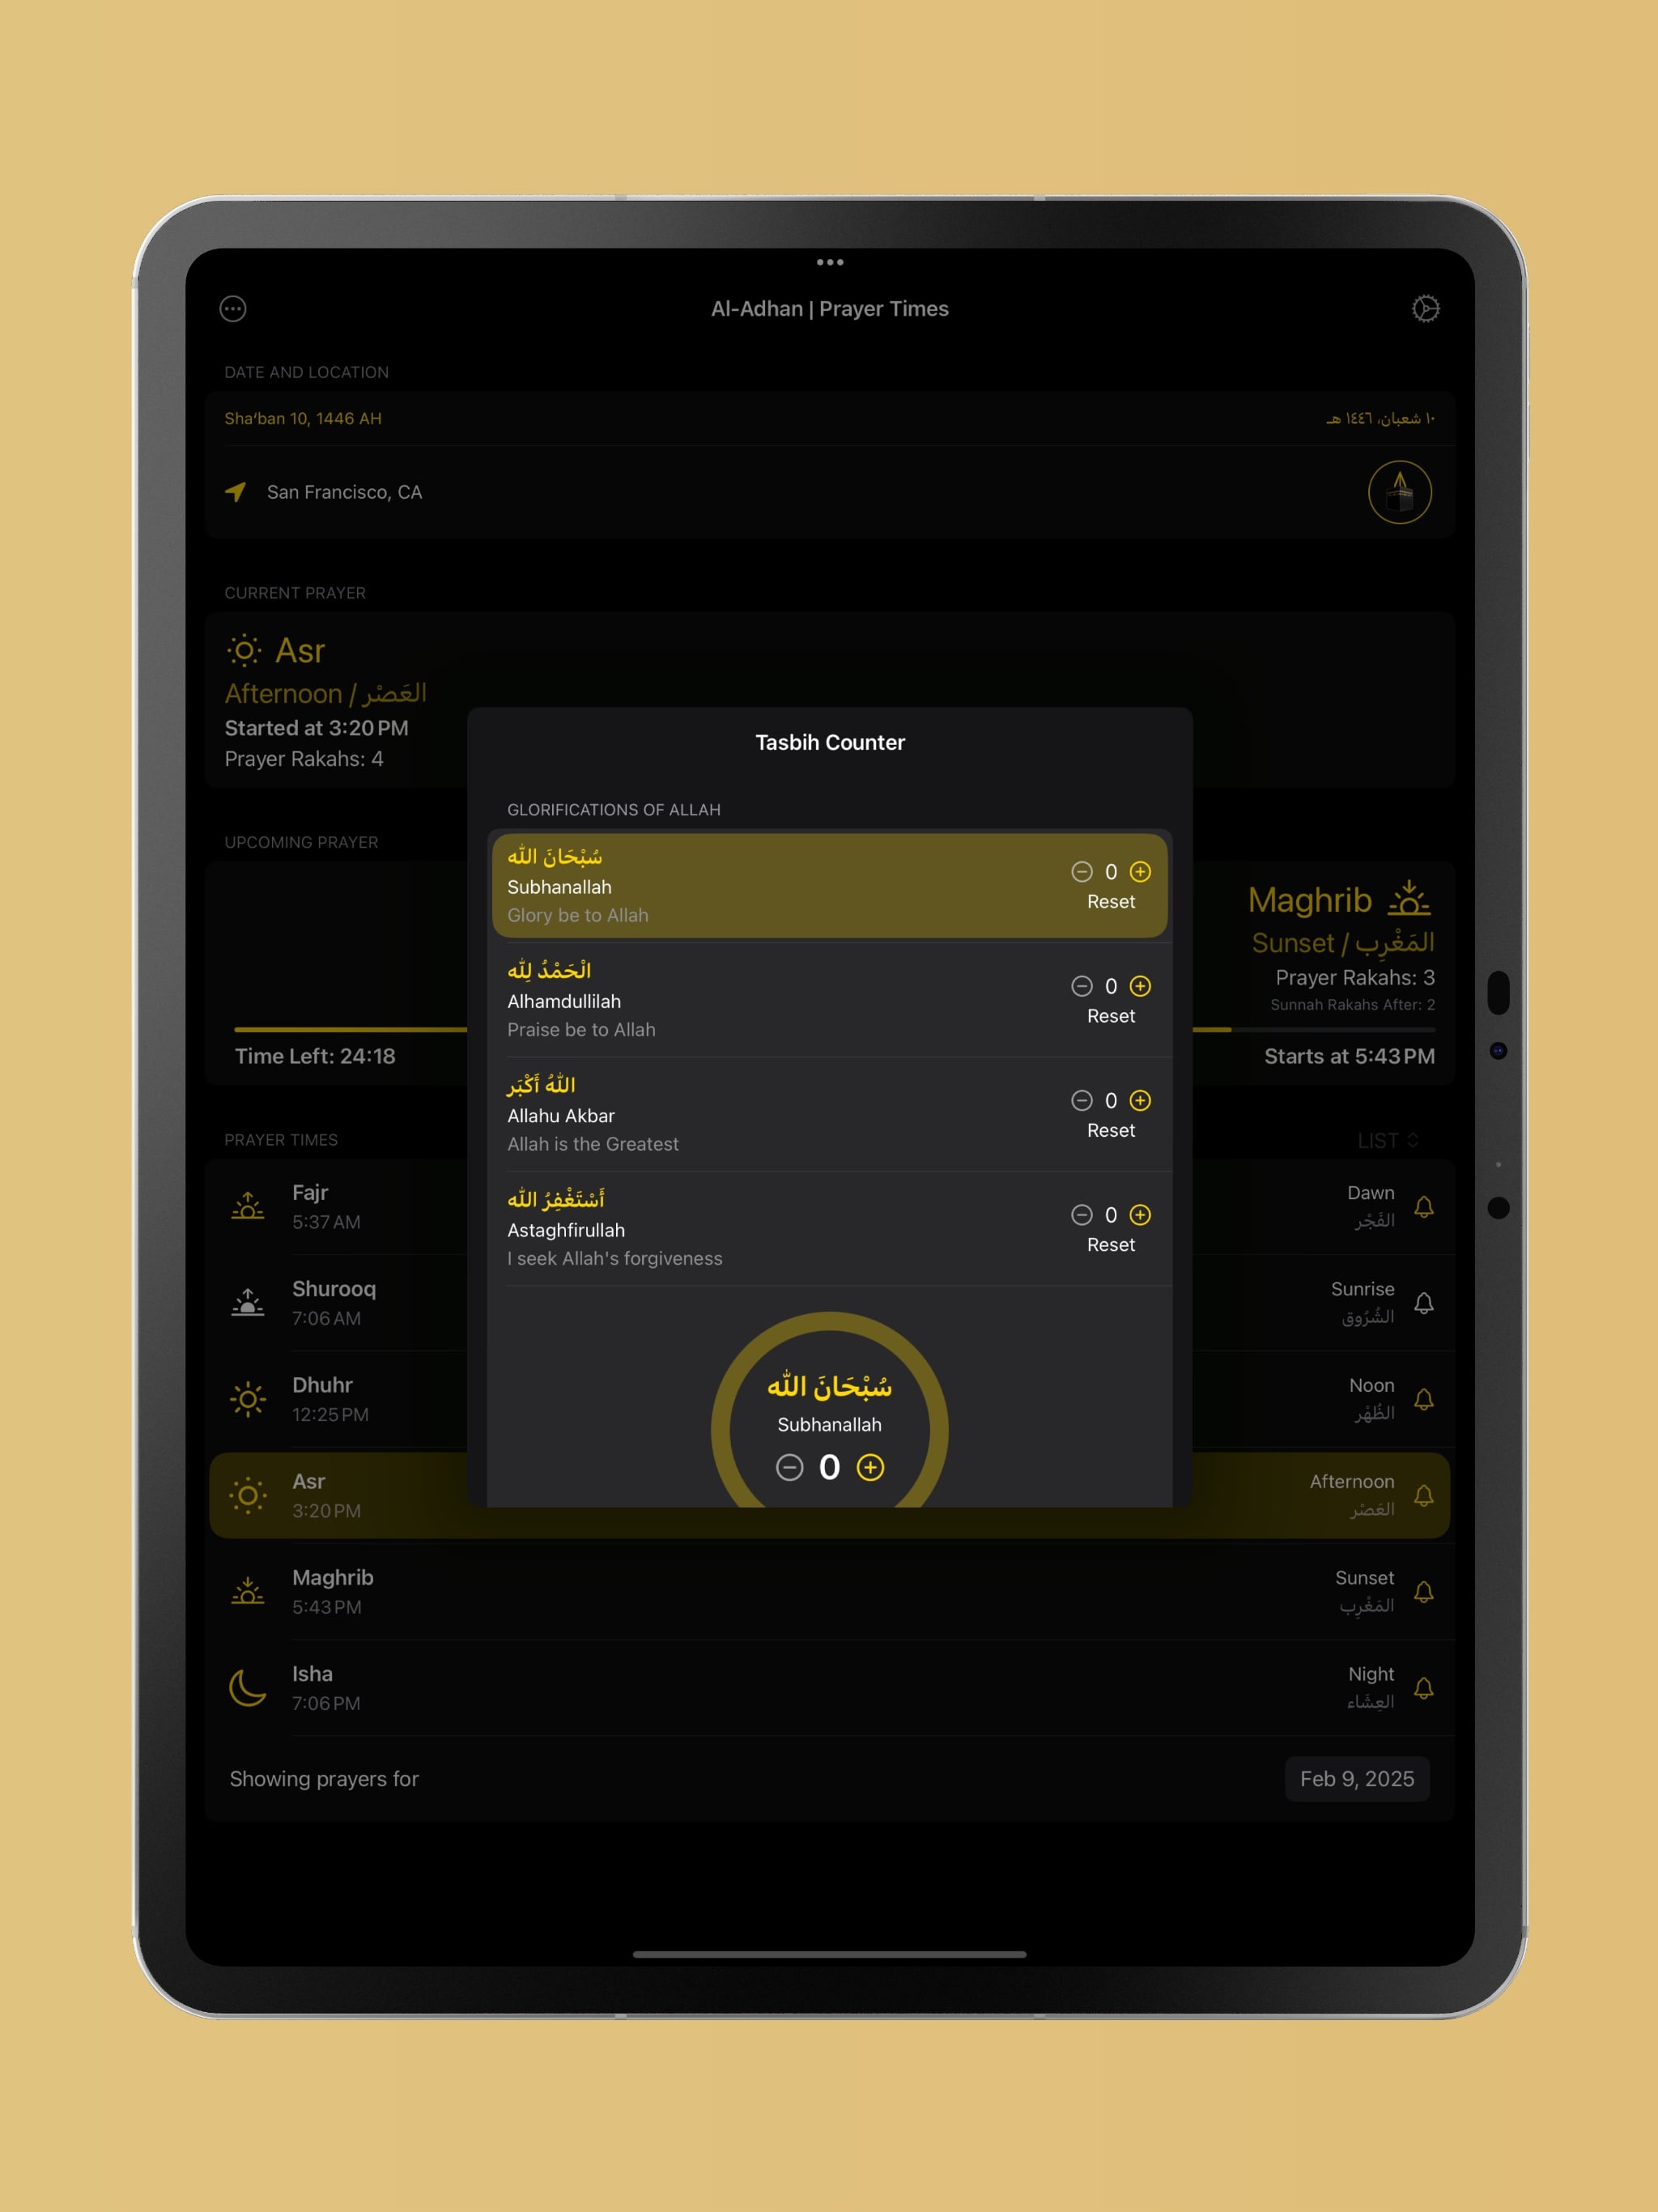 Al-Adhan | Prayer Times
DATE AND LOCATION
Shaʻban 10, 1446 AH
١٠ شعبان، ١٤٤٦ هـ
San Francisco, CA
CURRENT PRAYER
Asr
Afternoon / العَصْر
Started at 3:20 PM
Prayer Rakahs: 4
UPCOMING PRAYER
Maghrib
Sunset / المَغْرِب
Prayer Rakahs: 3
Sunnah Rakahs After: 2
Time Left: 24:18
Starts at 5:43 PM
Tasbih Counter
GLORIFICATIONS OF ALLAH
سُبْحَانَ الله
Subhanallah
Glory be to Allah
0
Reset
الْحَمْدُ لِله
Alhamdullilah
Praise be to Allah
0
Reset
اللهُ أَكْبَر
Allahu Akbar
Allah is the Greatest
0
Reset
أَسْتَغْفِرُ الله
Astaghfirullah
I seek Allah's forgiveness
0
Reset
سُبْحَانَ الله
Subhanallah
0
PRAYER TIMES
LIST
Fajr
5:37 AM
Dawn
الفَجْر
Shurooq
7:06 AM
Sunrise
الشُرُوق
Dhuhr
12:25 PM
Noon
الظُهْر
Asr
3:20 PM
Afternoon
العَصْر
Maghrib
5:43 PM
Sunset
المَغْرِب
Isha
7:06 PM
Night
العِشَاء
Showing prayers for
Feb 9, 2025